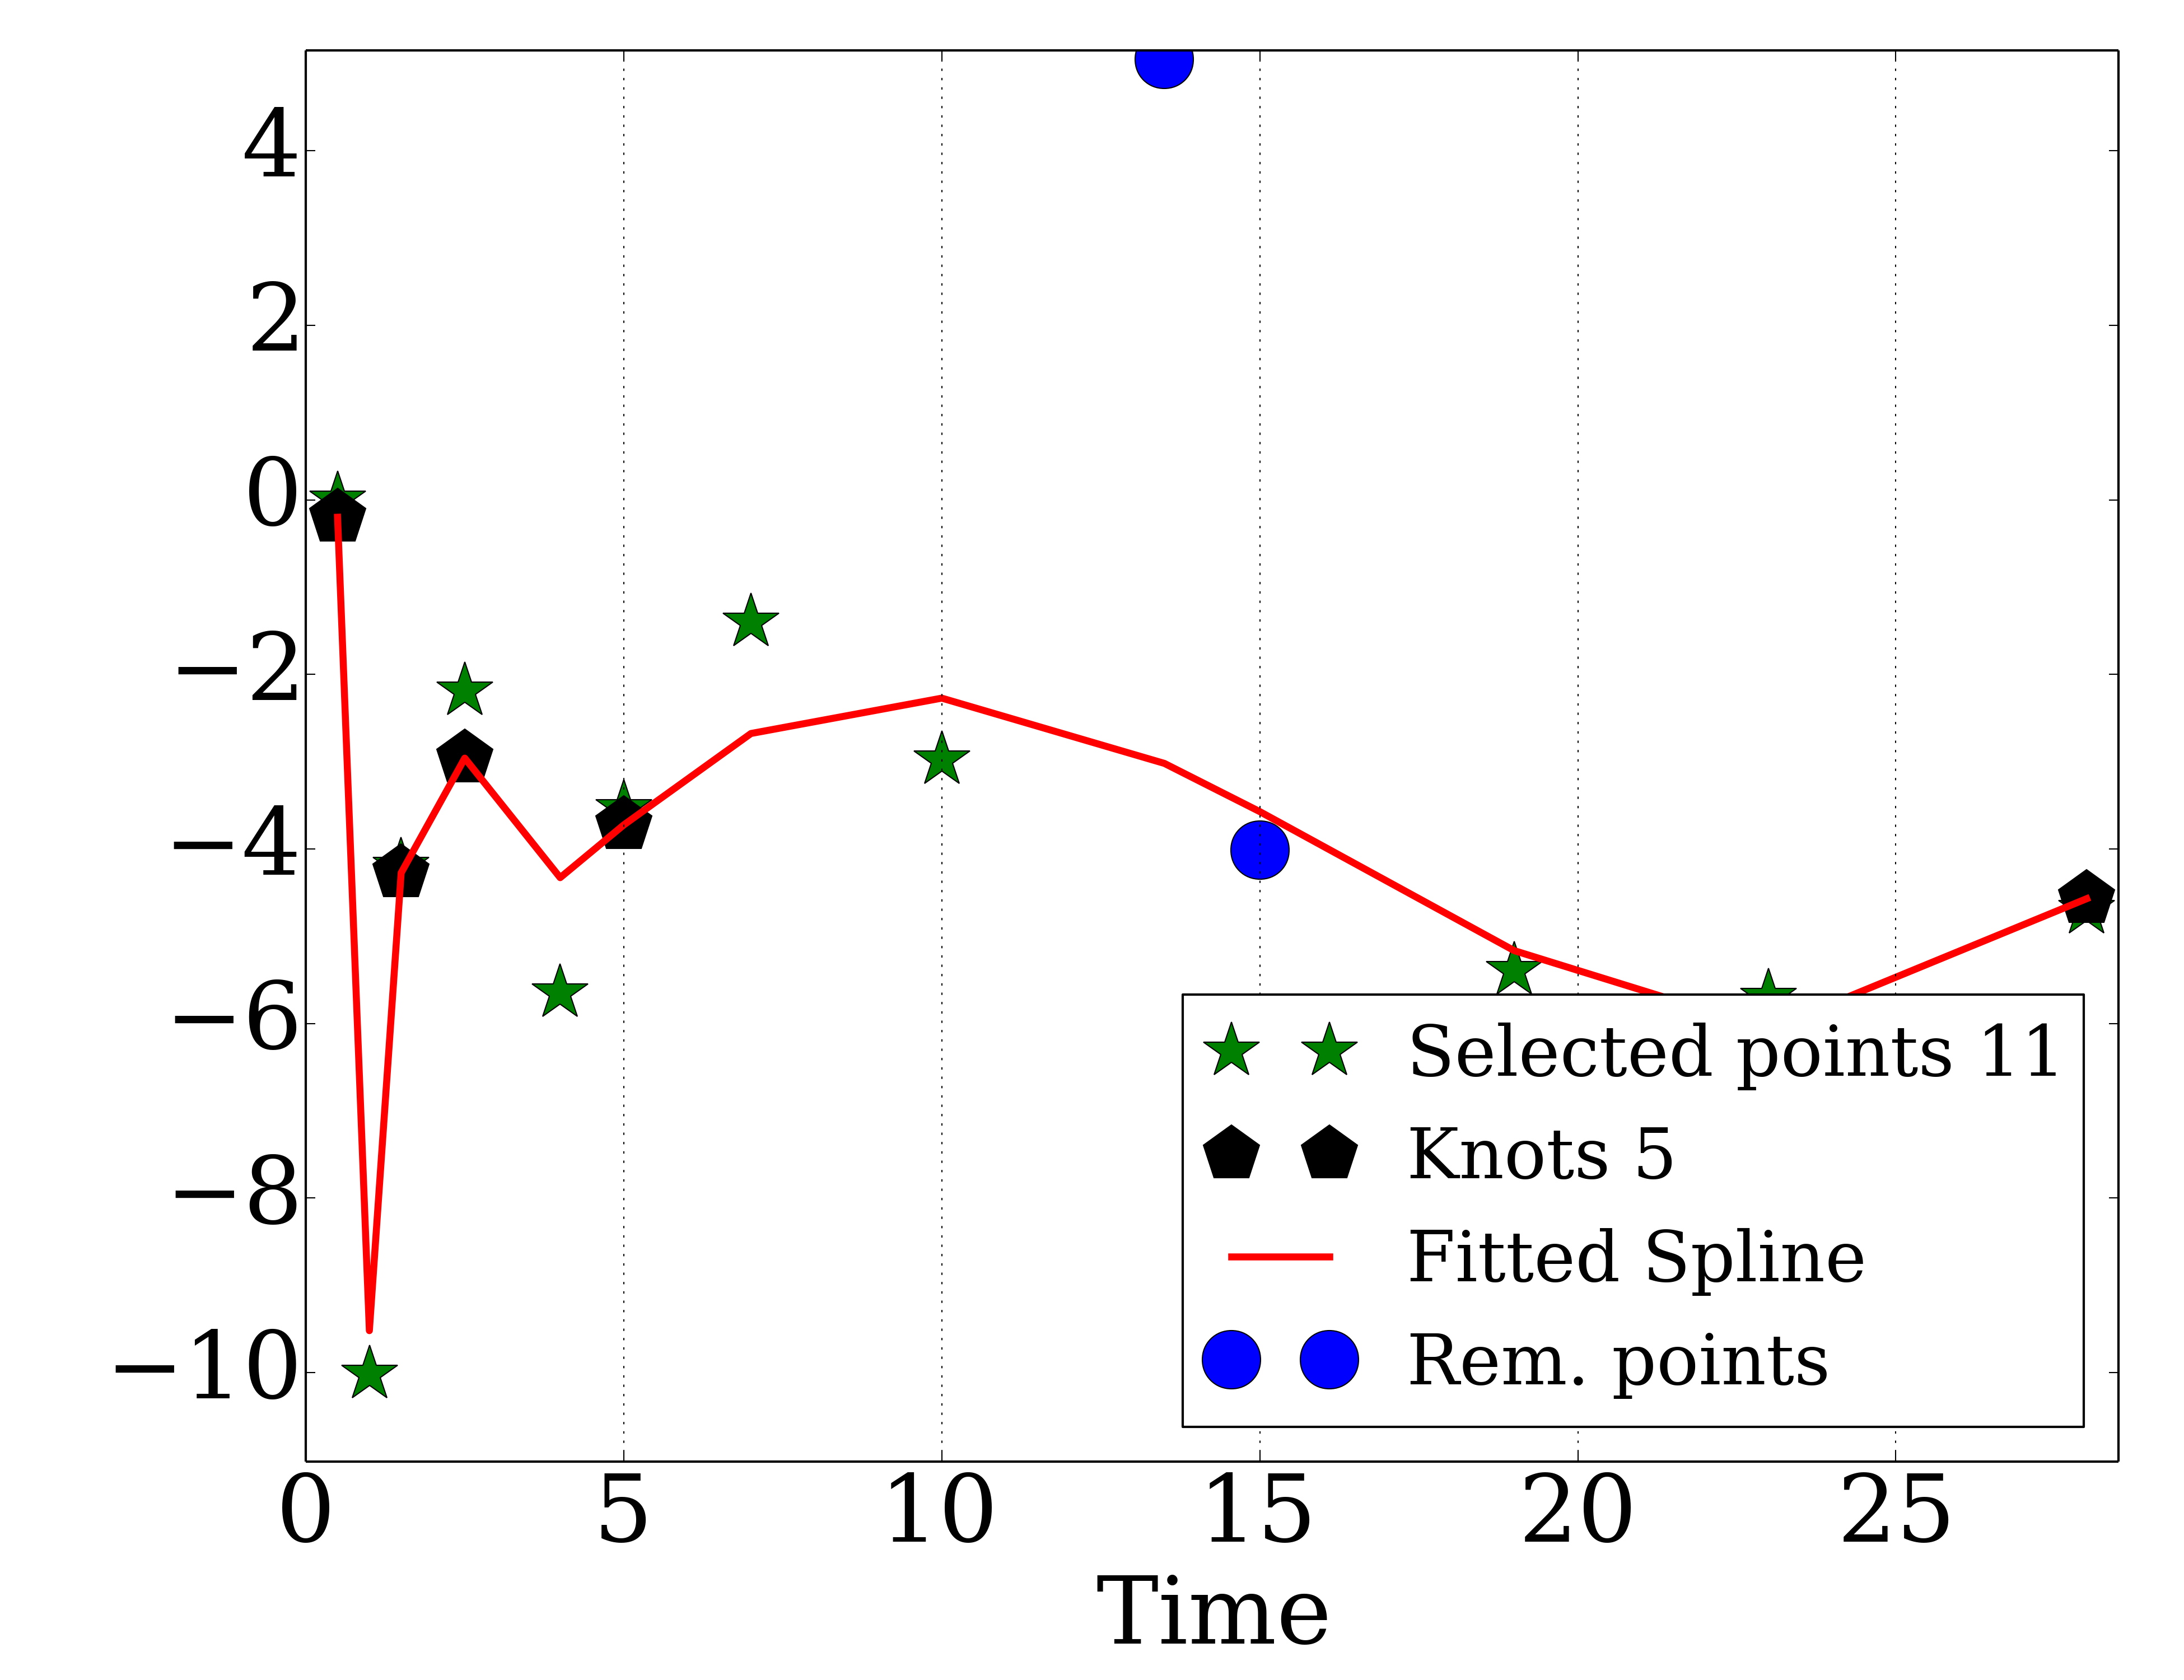 4
2
0
−2
−4
−6
−8
−10
0 5 10 15 20 25
Time
Selected points 11
Knots 5
Fitted Spline
Rem. points